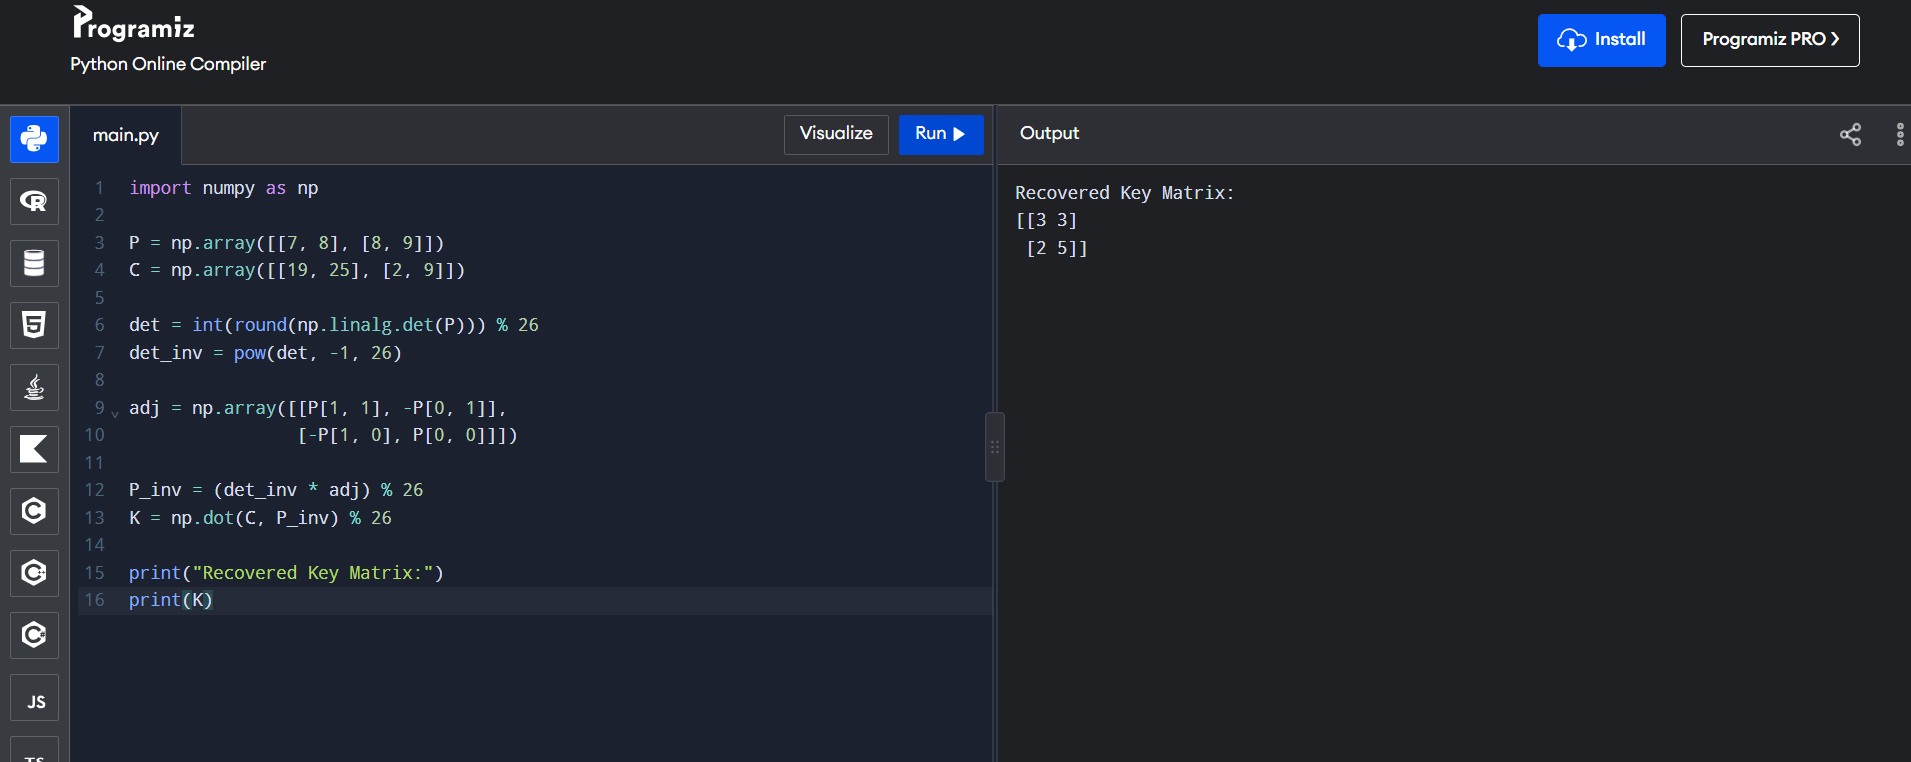 Programiz
Python Online Compiler
Install
Programiz PRO
main.py
Visualize
Run
1 import numpy as np
2
3 P = np.array([[7, 8], [8, 9]])
4 C = np.array([[19, 25], [2, 9]])
5
6 det = int(round(np.linalg.det(P))) % 26
7 det_inv = pow(det, -1, 26)
8
9 adj = np.array([[P[1, 1], -P[0, 1]],
10                 [-P[1, 0], P[0, 0]]])
11
12 P_inv = (det_inv * adj) % 26
13 K = np.dot(C, P_inv) % 26
14
15 print("Recovered Key Matrix:")
16 print(K)
Output
Recovered Key Matrix:
[[3 3]
 [2 5]]
R
5
C
C++
C#
JS